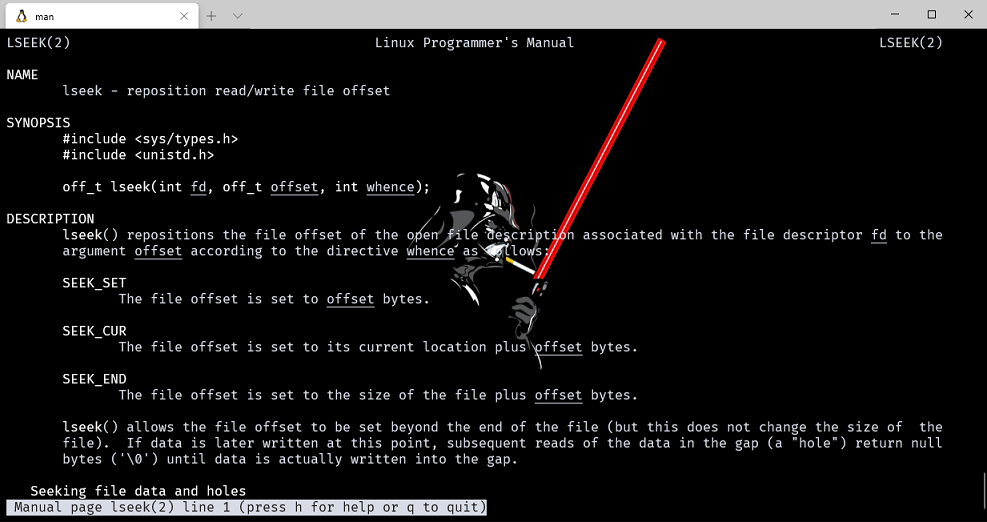 man
LSEEK(2) Linux Programmer's Manual LSEEK(2)
NAME
lseek - reposition read/write file offset
SYNOPSIS
#include <sys/types.h>
#include <unistd.h>
off_t lseek(int fd, off_t offset, int whence);
DESCRIPTION
lseek() repositions the file offset of the open file description associated with the file descriptor fd to the
argument offset according to the directive whence as follows:
SEEK_SET
The file offset is set to offset bytes.
SEEK_CUR
The file offset is set to its current location plus offset bytes.
SEEK_END
The file offset is set to the size of the file plus offset bytes.
lseek() allows the file offset to be set beyond the end of the file (but this does not change the size of the
file). If data is later written at this point, subsequent reads of the data in the gap (a "hole") return null
bytes ('\0') until data is actually written into the gap.
Seeking file data and holes
Manual page lseek(2) line 1 (press h for help or q to quit)